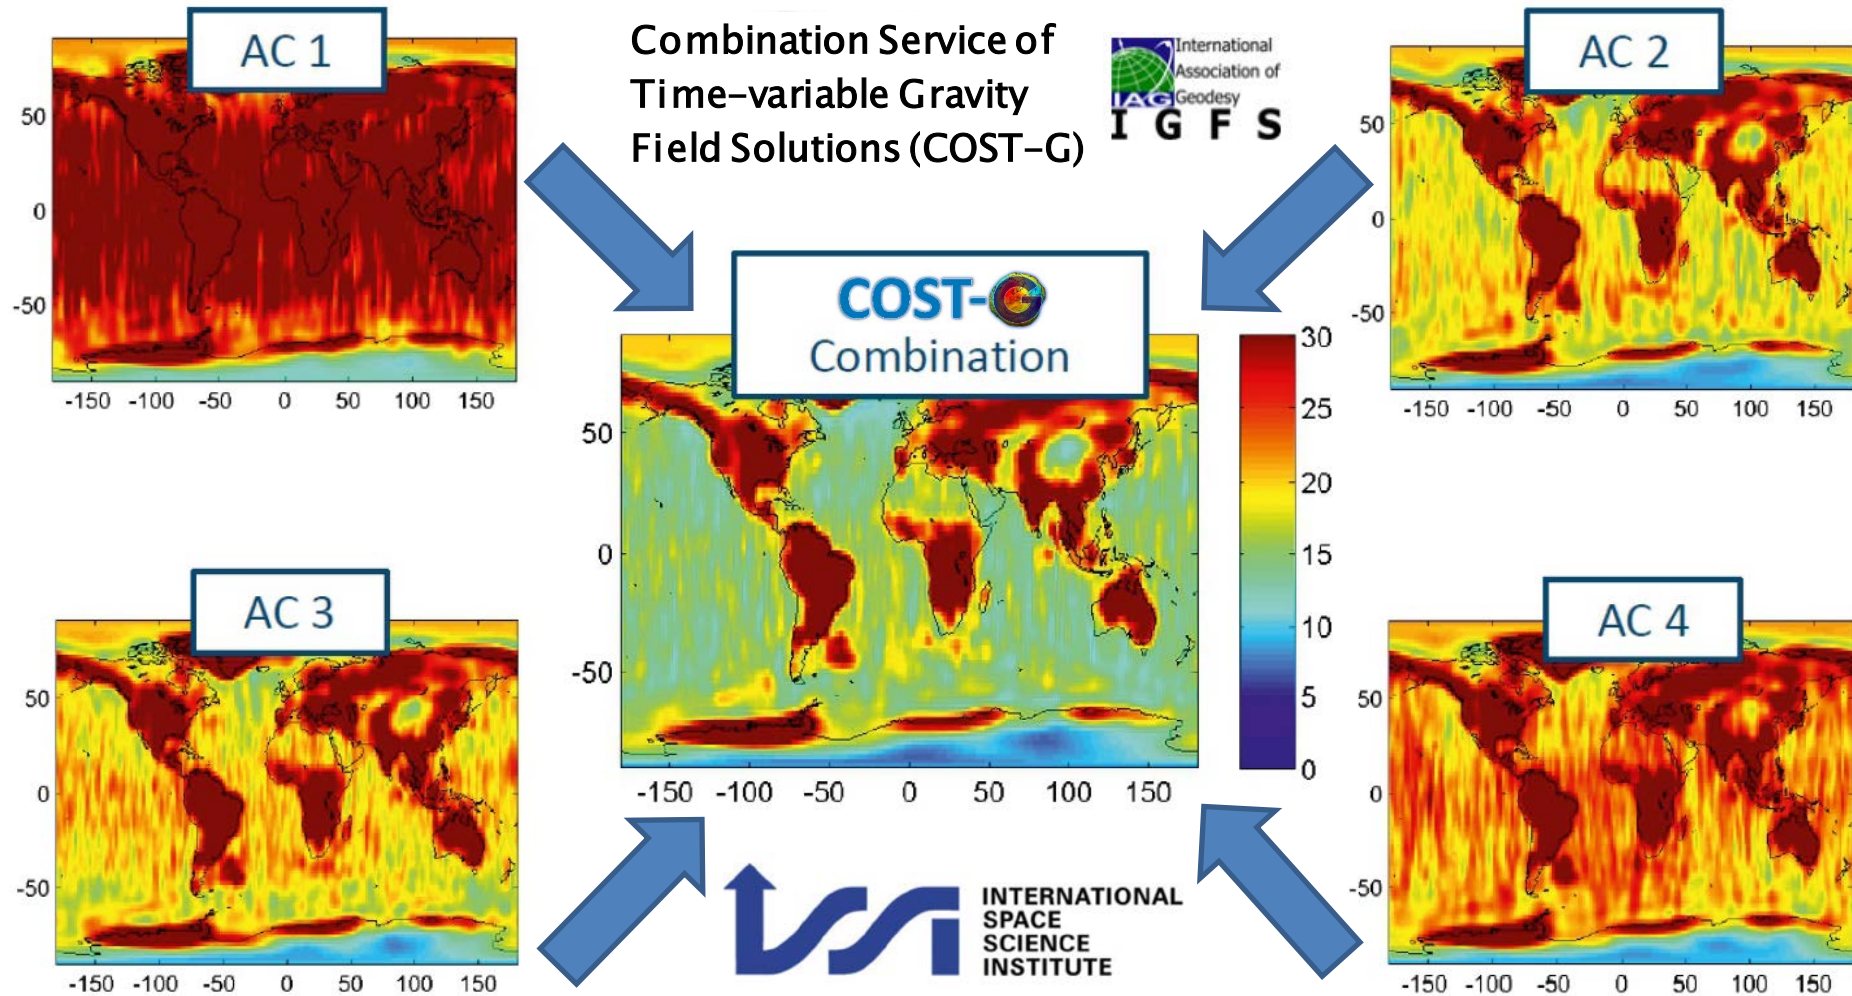 AC 1
50
0
-50
-150 -100 -50 0 50 100 150
Combination Service of
Time-variable Gravity
Field Solutions (COST-G)
International
Association of
Geodesy
IAG
I G F S
AC 2
50
0
-50
-150 -100 -50 0 50 100 150
COST-G
Combination
50
0
-50
-150 -100 -50 0 50 100 150
30
25
20
15
10
5
0
AC 3
50
0
-50
-150 -100 -50 0 50 100 150
INTERNATIONAL
SPACE
SCIENCE
INSTITUTE
AC 4
50
0
-50
-150 -100 -50 0 50 100 150